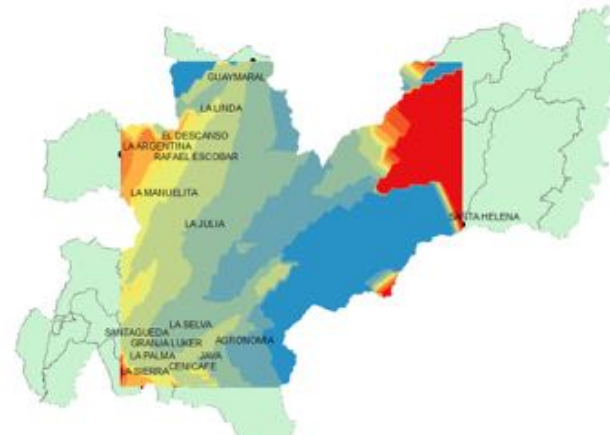 GUAYMARAL
LA LINDA
EL DESCANSO
LA ARGENTINA
RAFAEL ESCOBAR
LA MANUELITA
SANTA HELENA
LA JULIA
LA SELVA
SANTAGUEDA
GRANJA LUKER
AGRONOMIA
LA PALMA
JAVA
CENICAFE
LA SIERRA